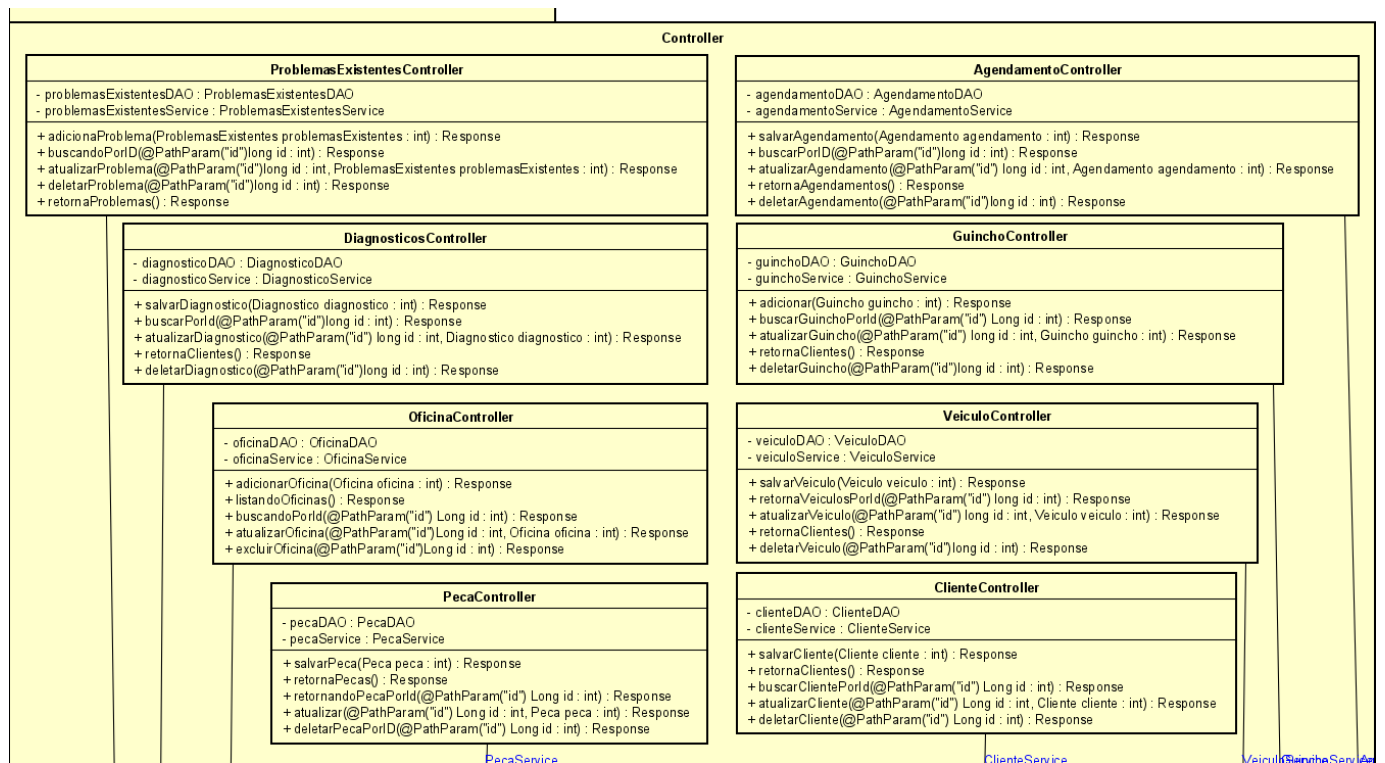 Controller
ProblemasExistentesController
- problemasExistentesDAO : ProblemasExistentesDAO
- problemasExistentesService : ProblemasExistentesService
+ adicionaProblema(ProblemasExistentes problemasExistentes : int) : Response
+ buscandoPorID(@PathParam("id")long id : int) : Response
+ atualizarProblema(@PathParam("id")long id : int, ProblemasExistentes problemasExistentes : int) : Response
+ deletarProblema(@PathParam("id")long id : int) : Response
+ retornaProblemas() : Response
AgendamentoController
- agendamentoDAO : AgendamentoDAO
- agendamentoService : AgendamentoService
+ salvarAgendamento(Agendamento agendamento : int) : Response
+ buscarPorID(@PathParam("id")long id : int) : Response
+ atualizarAgendamento(@PathParam("id") long id : int, Agendamento agendamento : int) : Response
+ retornaAgendamentos() : Response
+ deletarAgendamento(@PathParam("id")long id : int) : Response
DiagnosticosController
- diagnosticoDAO : DiagnosticoDAO
- diagnosticoService : DiagnosticoService
+ salvarDiagnostico(Diagnostico diagnostico : int) : Response
+ buscarPorId(@PathParam("id")long id : int) : Response
+ atualizarDiagnostico(@PathParam("id") long id : int, Diagnostico diagnostico : int) : Response
+ retornaClientes() : Response
+ deletarDiagnostico(@PathParam("id")long id : int) : Response
GuinchoController
- guinchoDAO : GuinchoDAO
- guinchoService : GuinchoService
+ adicionar(Guincho guincho : int) : Response
+ buscarGuinchoPorId(@PathParam("id") Long id : int) : Response
+ atualizarGuincho(@PathParam("id") long id : int, Guincho guincho : int) : Response
+ retornaClientes() : Response
+ deletarGuincho(@PathParam("id")long id : int) : Response
OficinaController
- oficinaDAO : OficinaDAO
- oficinaService : OficinaService
+ adicionarOficina(Oficina oficina : int) : Response
+ listandoOficinas() : Response
+ buscandoPorId(@PathParam("id") Long id : int) : Response
+ atualizarOficina(@PathParam("id")Long id : int, Oficina oficina : int) : Response
+ excluirOficina(@PathParam("id")Long id : int) : Response
VeiculoController
- veiculoDAO : VeiculoDAO
- veiculoService : VeiculoService
+ salvarVeiculo(Veiculo veiculo : int) : Response
+ retornaVeiculosPorId(@PathParam("id") long id : int) : Response
+ atualizarVeiculo(@PathParam("id") long id : int, Veiculo veiculo : int) : Response
+ retornaClientes() : Response
+ deletarVeiculo(@PathParam("id")long id : int) : Response
PecaController
- pecaDAO : PecaDAO
- pecaService : PecaService
+ salvarPeca(Peca peca : int) : Response
+ retornaPecas() : Response
+ retornandoPecaPorId(@PathParam("id") Long id : int) : Response
+ atualizar(@PathParam("id") Long id : int, Peca peca : int) : Response
+ deletarPecaPorID(@PathParam("id") Long id : int) : Response
ClienteController
- clienteDAO : ClienteDAO
- clienteService : ClienteService
+ salvarCliente(Cliente cliente : int) : Response
+ retornaClientes() : Response
+ buscarClientePorId(@PathParam("id") Long id : int) : Response
+ atualizarCliente(@PathParam("id") Long id : int, Cliente cliente : int) : Response
+ deletarCliente(@PathParam("id") Long id : int) : Response
PecaService
ClienteService